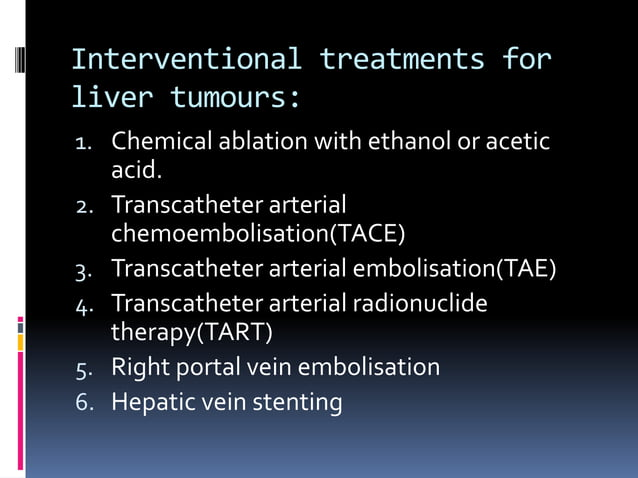 Interventional treatments for
liver tumours:
1. Chemical ablation with ethanol or acetic
acid.
2. Transcatheter arterial
chemoembolisation(TACE)
3. Transcatheter arterial embolisation(TAE)
4. Transcatheter arterial radionuclide
therapy(TART)
5. Right portal vein embolisation
6. Hepatic vein stenting